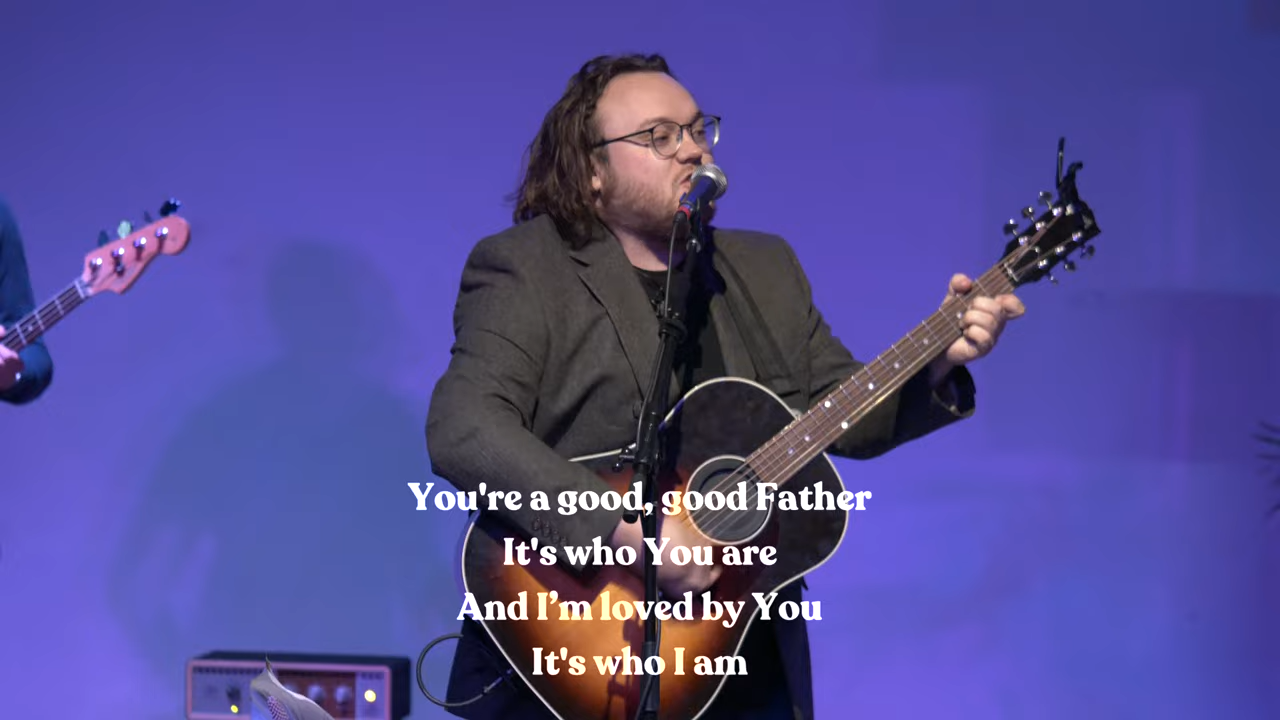 You're a good, good Father
It's who You are
And I’m loved by You
It's who I am